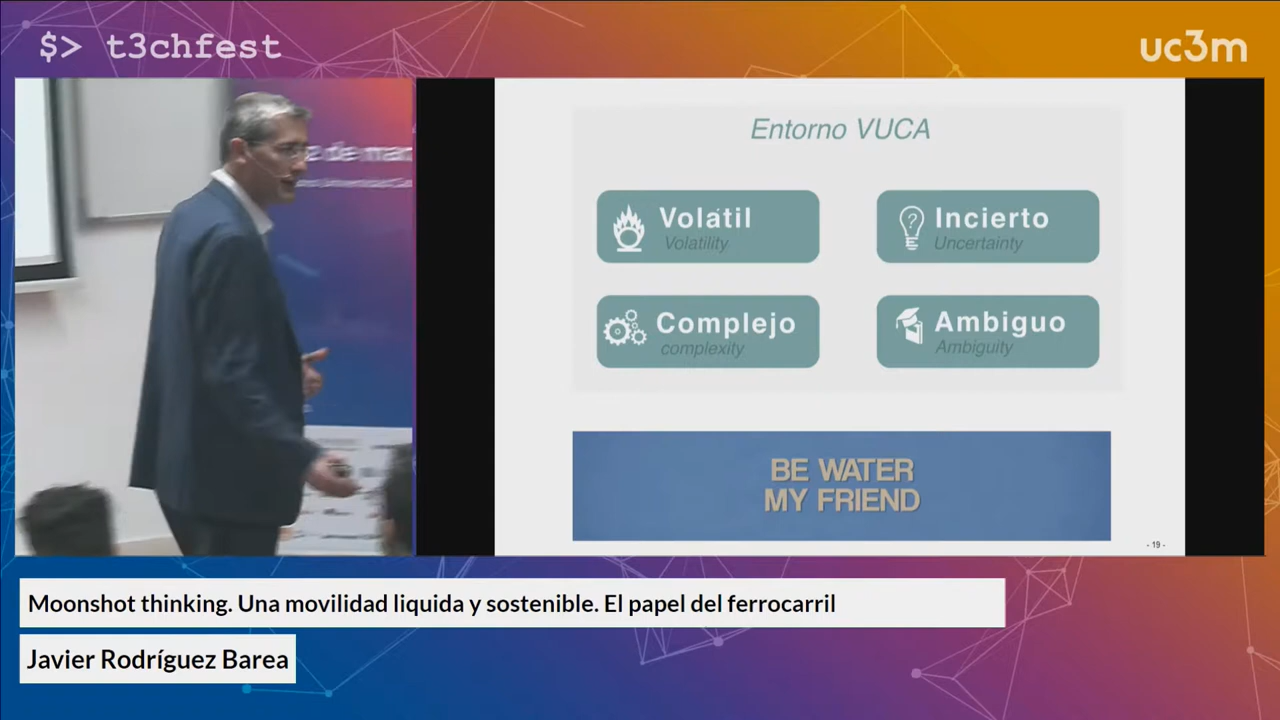 $> t3chfest
uc3m
Entorno VUCA
Volátil
Volatility
Incierto
Uncertainty
Complejo
complexity
Ambiguo
Ambiguity
BE WATER
MY FRIEND
- 19 -
Moonshot thinking. Una movilidad liquida y sostenible. El papel del ferrocarril
Javier Rodríguez Barea